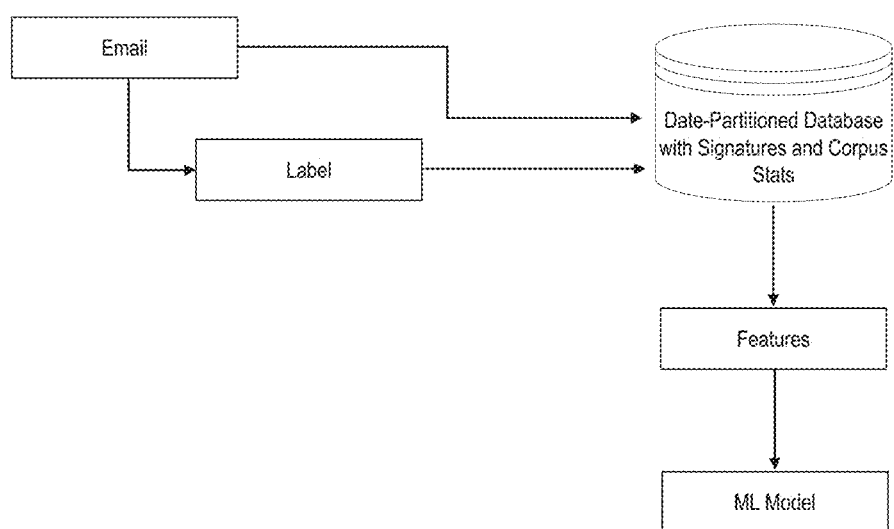 Email
Label
Date-Partitioned Database
with Signatures and Corpus
Stats
Features
ML Model